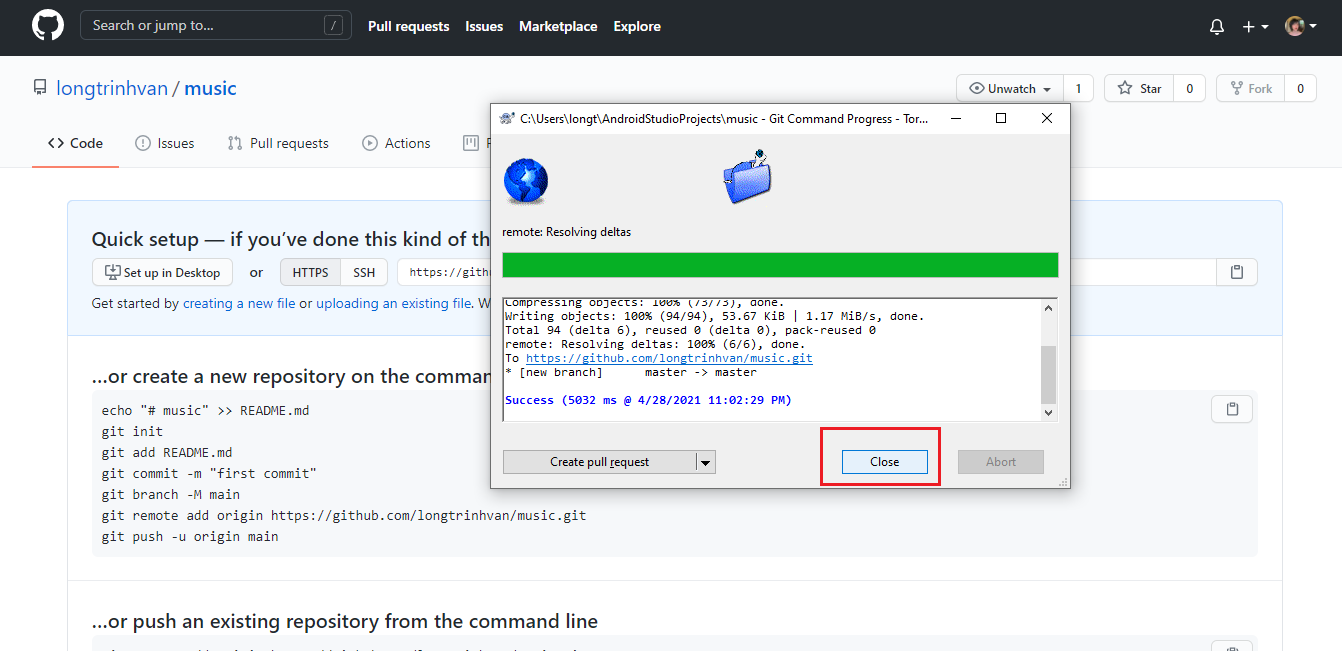 Search or jump to... /
Pull requests Issues Marketplace Explore
longtrinhvan / music
Unwatch 1 Star 0 Fork 0
Code Issues Pull requests Actions
C:\Users\longt\AndroidStudioProjects\music - Git Command Progress - Tor...
Quick setup — if you’ve done this kind of th
Set up in Desktop or HTTPS SSH https://gith
Get started by creating a new file or uploading an existing file. W
remote: Resolving deltas
Compressing objects: 100% (73/73), done.
Writing objects: 100% (94/94), 53.67 KiB | 1.17 MiB/s, done.
Total 94 (delta 6), reused 0 (delta 0), pack-reused 0
remote: Resolving deltas: 100% (6/6), done.
To https://github.com/longtrinhvan/music.git
* [new branch] master -> master
Success (5032 ms @ 4/28/2021 11:02:29 PM)
Create pull request Close Abort
…or create a new repository on the comman
echo "# music" >> README.md
git init
git add README.md
git commit -m "first commit"
git branch -M main
git remote add origin https://github.com/longtrinhvan/music.git
git push -u origin main
…or push an existing repository from the command line